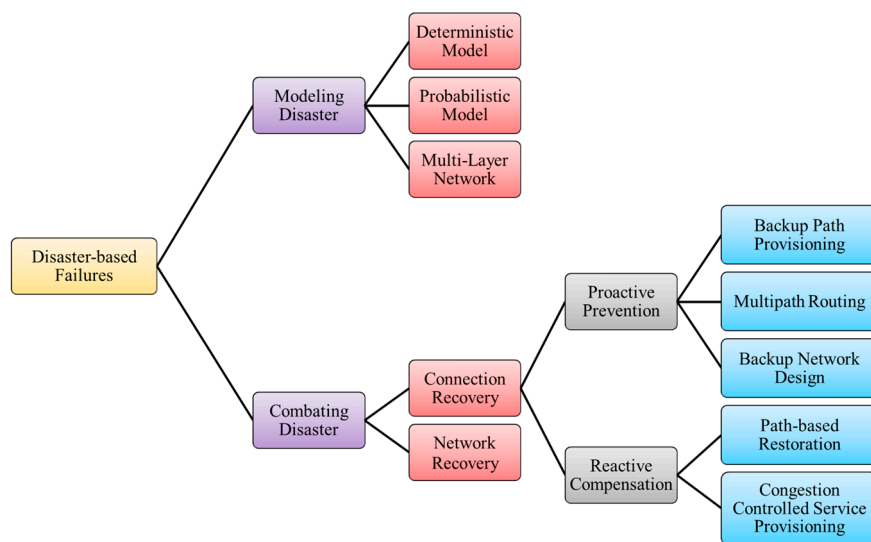 Deterministic
Model
Modeling
Disaster
Probabilistic
Model
Multi-Layer
Network
Disaster-based
Failures
Backup Path
Provisioning
Proactive
Prevention
Multipath Routing
Backup Network
Design
Combating
Disaster
Connection
Recovery
Network
Recovery
Path-based
Restoration
Reactive
Compensation
Congestion
Controlled Service
Provisioning